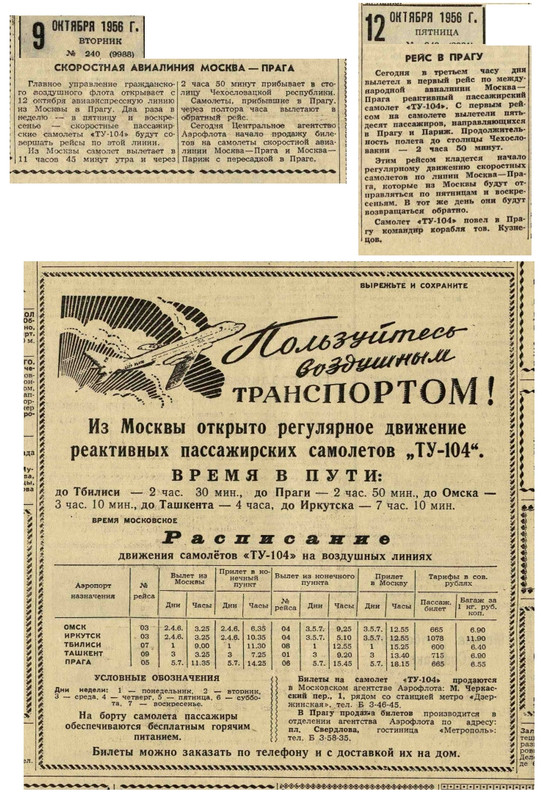 9 ОКТЯБРЯ 1956 Г.
ВТОРНИК
№ 240 (9988)
СКОРОСТНАЯ АВИАЛИНИЯ МОСКВА — ПРАГА
Главное управление гражданско-
го воздушного флота открывает с
12 октября авиаэкспрессную линию
из Москвы в Прагу. Два раза в
неделю — в пятницу и воскре-
сенье — скоростные пассажир-
ские самолеты «ТУ-104» будут со-
вершать рейсы по этой линии.
Из Москвы самолет вылетает в
11 часов 45 минут утра и через
2 часа 50 минут прибывает в сто-
лицу Чехословацкой республики.
Самолеты, прибывшие в Прагу,
через полтора часа вылетают в
обратный рейс.
Сегодня Центральное агентство
Аэрофлота начало продажу биле-
тов на самолеты скоростной авиа-
линии Москва—Прага и Москва—
Париж с пересадкой в Праге.
12 ОКТЯБРЯ 1956 Г.
ПЯТНИЦА
РЕЙС В ПРАГУ
Сегодня в третьем часу дня
вылетел в первый рейс по между-
народной авиалинии Москва—
Прага реактивный пассажирский
самолет «ТУ-104». С первым рей-
сом на самолете вылетели пять-
десят пассажиров, направляющихся
в Прагу и Париж. Продолжитель-
ность полета до столицы Чехосло-
вакии — 2 часа 50 минут.
Этим рейсом кладется начало
регулярному движению скоростных
самолетов по линии Москва—Пра-
га, которые из Москвы будут от-
правляться по пятницам и воскре-
сеньям. В тот же день они будут
возвращаться обратно.
Самолет «ТУ-104» повел в Пра-
гу командир корабля тов. Кузне-
цов.
ВЫРЕЖЬТЕ И СОХРАНИТЕ
Пользуйтесь
воздушным
ТРАНСПОРТОМ!
Из Москвы открыто регулярное движение
реактивных пассажирских самолетов „ТУ-104“.
ВРЕМЯ В ПУТИ:
до Тбилиси — 2 час. 30 мин., до Праги — 2 час. 50 мин., до Омска —
3 час. 10 мин., до Ташкента — 4 часа, до Иркутска — 7 час. 10 мин.
ВРЕМЯ МОСКОВСКОЕ
Расписание
движения самолётов «ТУ-104» на воздушных линиях
Аэропорт назначения № рейса Вылет из Москвы Прилет в конечный пункт Вылет из конечного пункта Прилет в Москву Тарифы в сов. рублях
Дни Часы Дни Часы № рейса Дни Часы Дни Часы Пассаж. билет Багаж за 1 кг. руб. коп.
ОМСК 03 2.4.6. 3.25 2.4.6. 6.35 04 3.5.7. 9,25 3.5.7. 12.55 665 6.90
ИРКУТСК 03 2.4.6. 3.25 2.4.6. 10.35 04 3.5.7. 5.10 3.5.7. 12.55 1078 11.90
ТБИЛИСИ 07 1 9.00 1 11.30 08 1 12.55 1 15.25 600 6.40
ТАШКЕНТ 09 3 3.25 3 7.25 01 3 9.20 3 13.40 715 6.90
ПРАГА 05 5.7. 11.35 5.7. 14.25 06 5.7. 15.45 5.7. 18.15 665 6.55
УСЛОВНЫЕ ОБОЗНАЧЕНИЯ
Дни недели: 1 — понедельник, 2 — вторник,
3 — среда, 4 — четверг, 5 — пятница, 6 — суббо-
та, 7 — воскресенье.
На борту самолета пассажиры
обеспечиваются бесплатным горячим
питанием.
Билеты на самолет «ТУ-104» продаются
в Московском агентстве Аэрофлота: М. Черкас-
ский пер., 1, рядом со станцией метро «Дзер-
жинская», тел. Б 3-46-45.
В Прагу продажа билетов производится в
отделении агентства Аэрофлота по адресу:
пл. Свердлова, гостиница «Метрополь»:
тел. Б 3-58-35.
Билеты можно заказать по телефону и с доставкой их на дом.